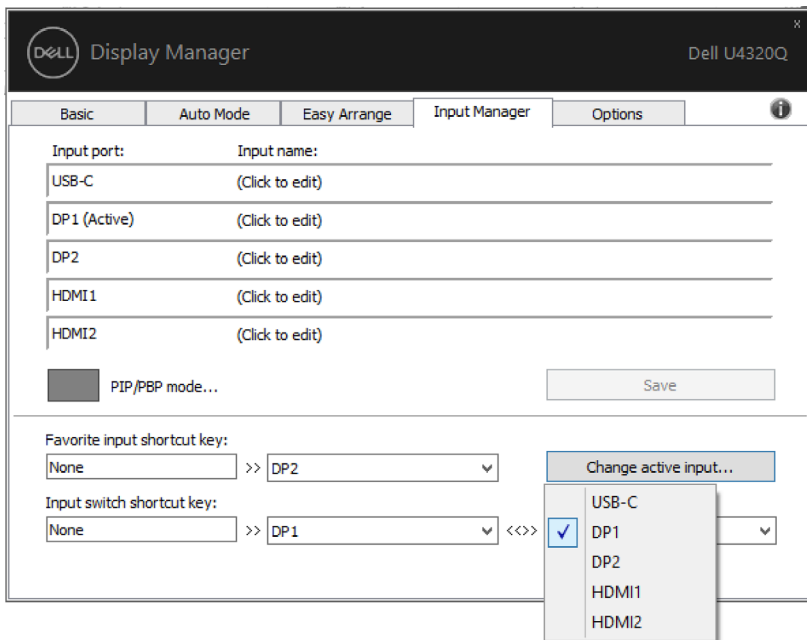 DELL Display Manager
x
Dell U4320Q
Basic Auto Mode Easy Arrange Input Manager Options i
Input port: Input name:
USB-C (Click to edit)
DP1 (Active) (Click to edit)
DP2 (Click to edit)
HDMI1 (Click to edit)
HDMI2 (Click to edit)
PIP/PBP mode... Save
Favorite input shortcut key:
None >> DP2 Change active input...
Input switch shortcut key:
None >> DP1 <<>>
USB-C
DP1
DP2
HDMI1
HDMI2